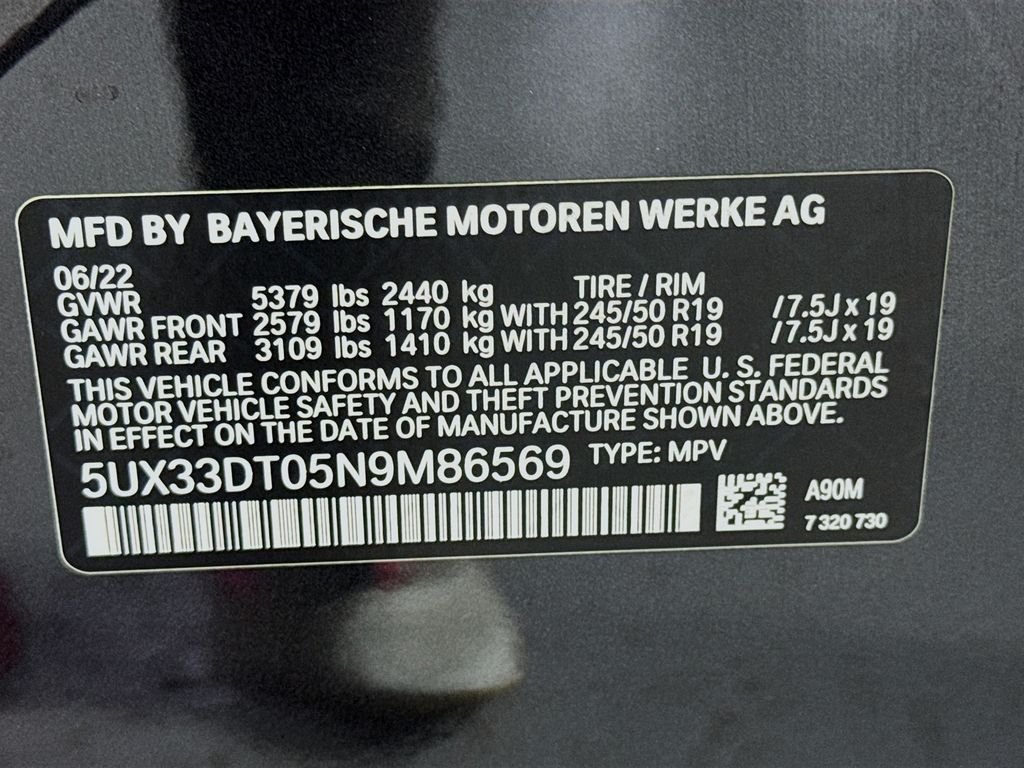 MFD BY BAYERISCHE MOTOREN WERKE AG
06/22 TIRE / RIM
GVWR 5379 lbs 2440 kg
GAWR FRONT 2579 lbs 1170 kg WITH 245/50 R19 /7.5J x 19
GAWR REAR 3109 lbs 1410 kg WITH 245/50 R19 /7.5J x 19
THIS VEHICLE CONFORMS TO ALL APPLICABLE U. S. FEDERAL
MOTOR VEHICLE SAFETY AND THEFT PREVENTION STANDARDS
IN EFFECT ON THE DATE OF MANUFACTURE SHOWN ABOVE.
5UX33DT05N9M86569 TYPE: MPV
A90M
7 320 730